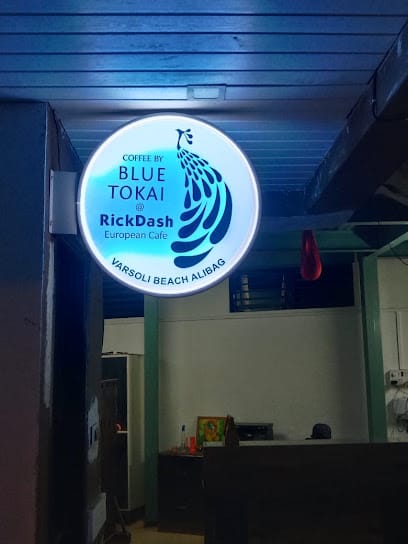 COFFEE BY
BLUE
TOKAI
@
RickDash
European Cafe
VARSOLI BEACH ALIBAG